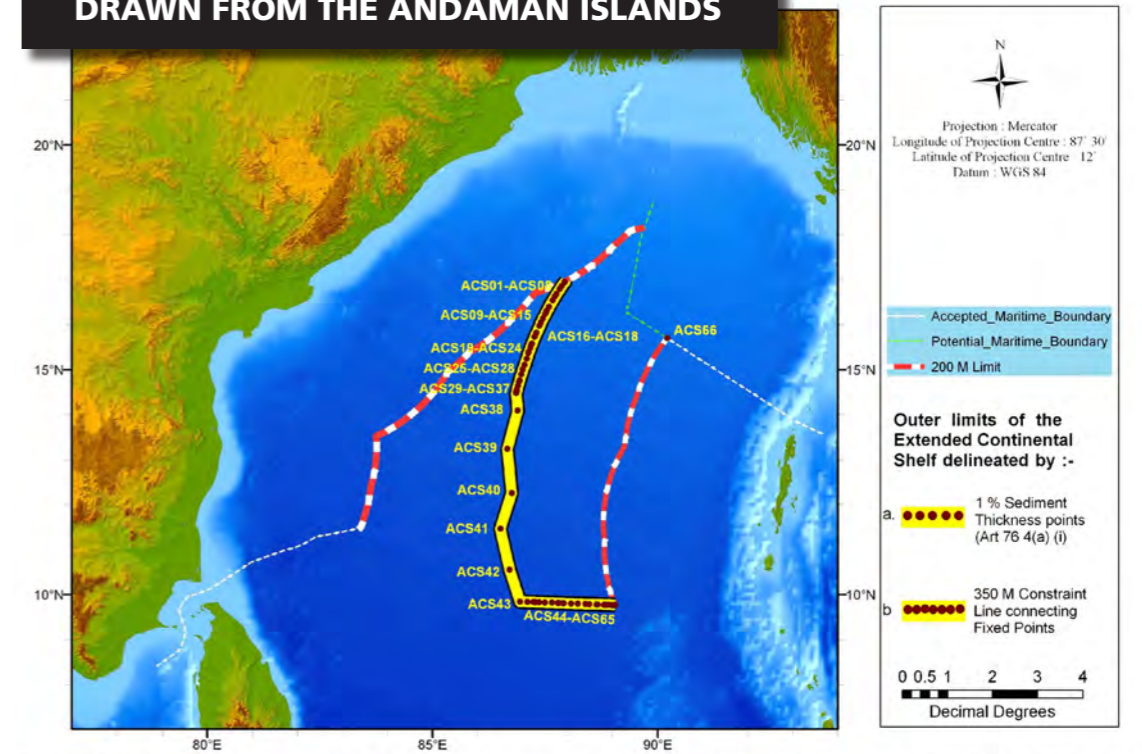 DRAWN FROM THE ANDAMAN ISLANDS
N
Projection : Mercator
Longitude of Projection Centre : 87° 30'
Latitude of Projection Centre 12°
Datum : WGS 84
20°N
20°N
ACS01-ACS08
ACS09-ACS15
ACS16-ACS18
ACS66
ACS19-ACS24
15°N
ACS25-ACS28
15°N
ACS29-ACS37
ACS38
ACS39
ACS40
ACS41
ACS42
10°N
ACS43
10°N
ACS44-ACS65
80°E
85°E
90°E
Accepted_Maritime_Boundary
Potential_Maritime_Boundary
200 M Limit
Outer limits of the
Extended Continental
Shelf delineated by :-
a.
1 % Sediment
Thickness points
(Art 76 4(a) (i)
b
350 M Constraint
Line connecting
Fixed Points
0 0.5 1 2 3 4
Decimal Degrees